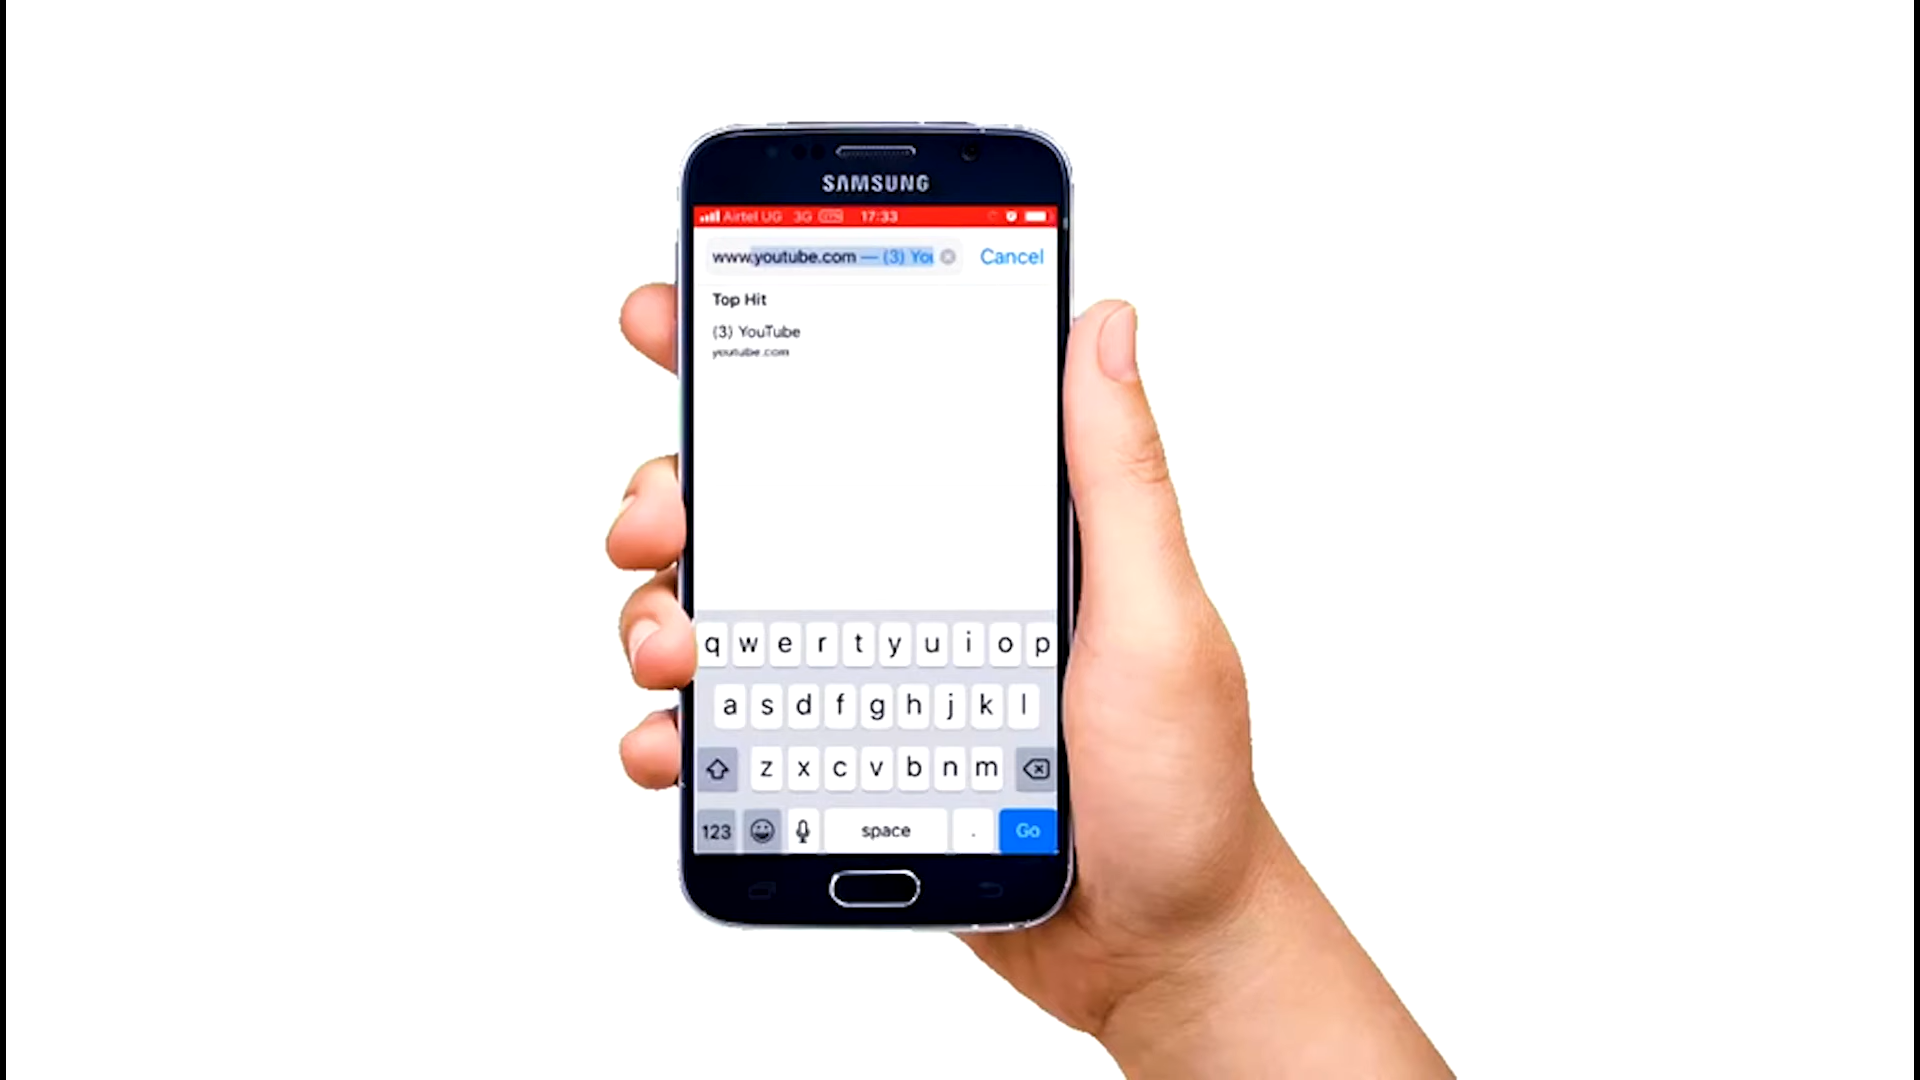 SAMSUNG
Airtel UG 3G 17:33
www.youtube.com — (3) You Cancel
Top Hit
(3) YouTube
youtube.com
q w e r t y u i o p
a s d f g h j k l
z x c v b n m
123 space . Go